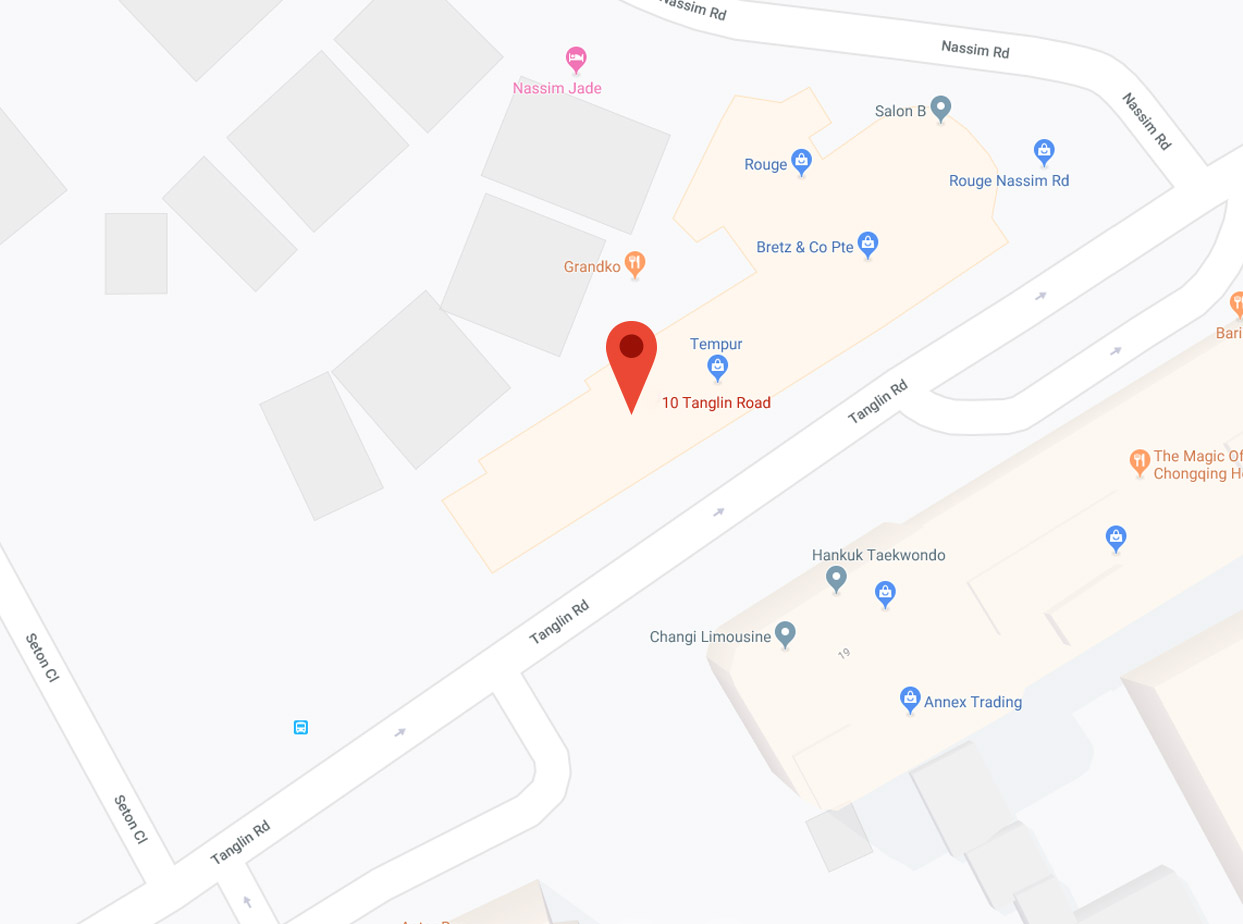 Nassim Rd
Nassim Rd
Nassim Jade
Nassim Rd
Salon B
Rouge
Rouge Nassim Rd
Bretz & Co Pte
Grandko
Bari
Tempur
10 Tanglin Road
Tanglin Rd
The Magic Of
Chongqing H
Hankuk Taekwondo
Tanglin Rd
Changi Limousine
19
Seton Cl
Annex Trading
Seton Cl
Tanglin Rd